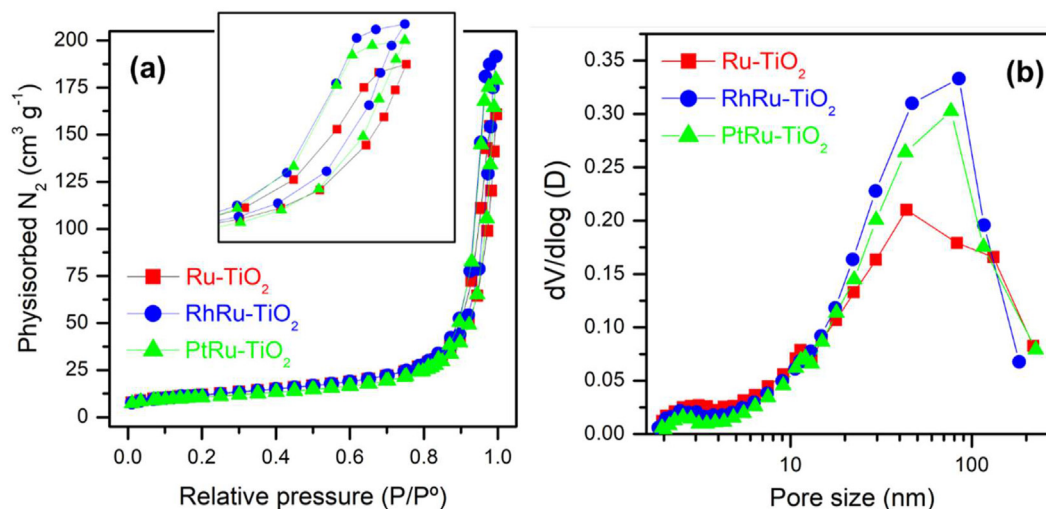 (a)
Physisorbed N₂ (cm³ g⁻¹)
200
175
150
125
100
75
50
25
0
Ru-TiO₂
RhRu-TiO₂
PtRu-TiO₂
0.0 0.2 0.4 0.6 0.8 1.0
Relative pressure (P/Pº)
(b)
dV/dlog (D)
0.35
0.30
0.25
0.20
0.15
0.10
0.05
0.00
Ru-TiO₂
RhRu-TiO₂
PtRu-TiO₂
10 100
Pore size (nm)